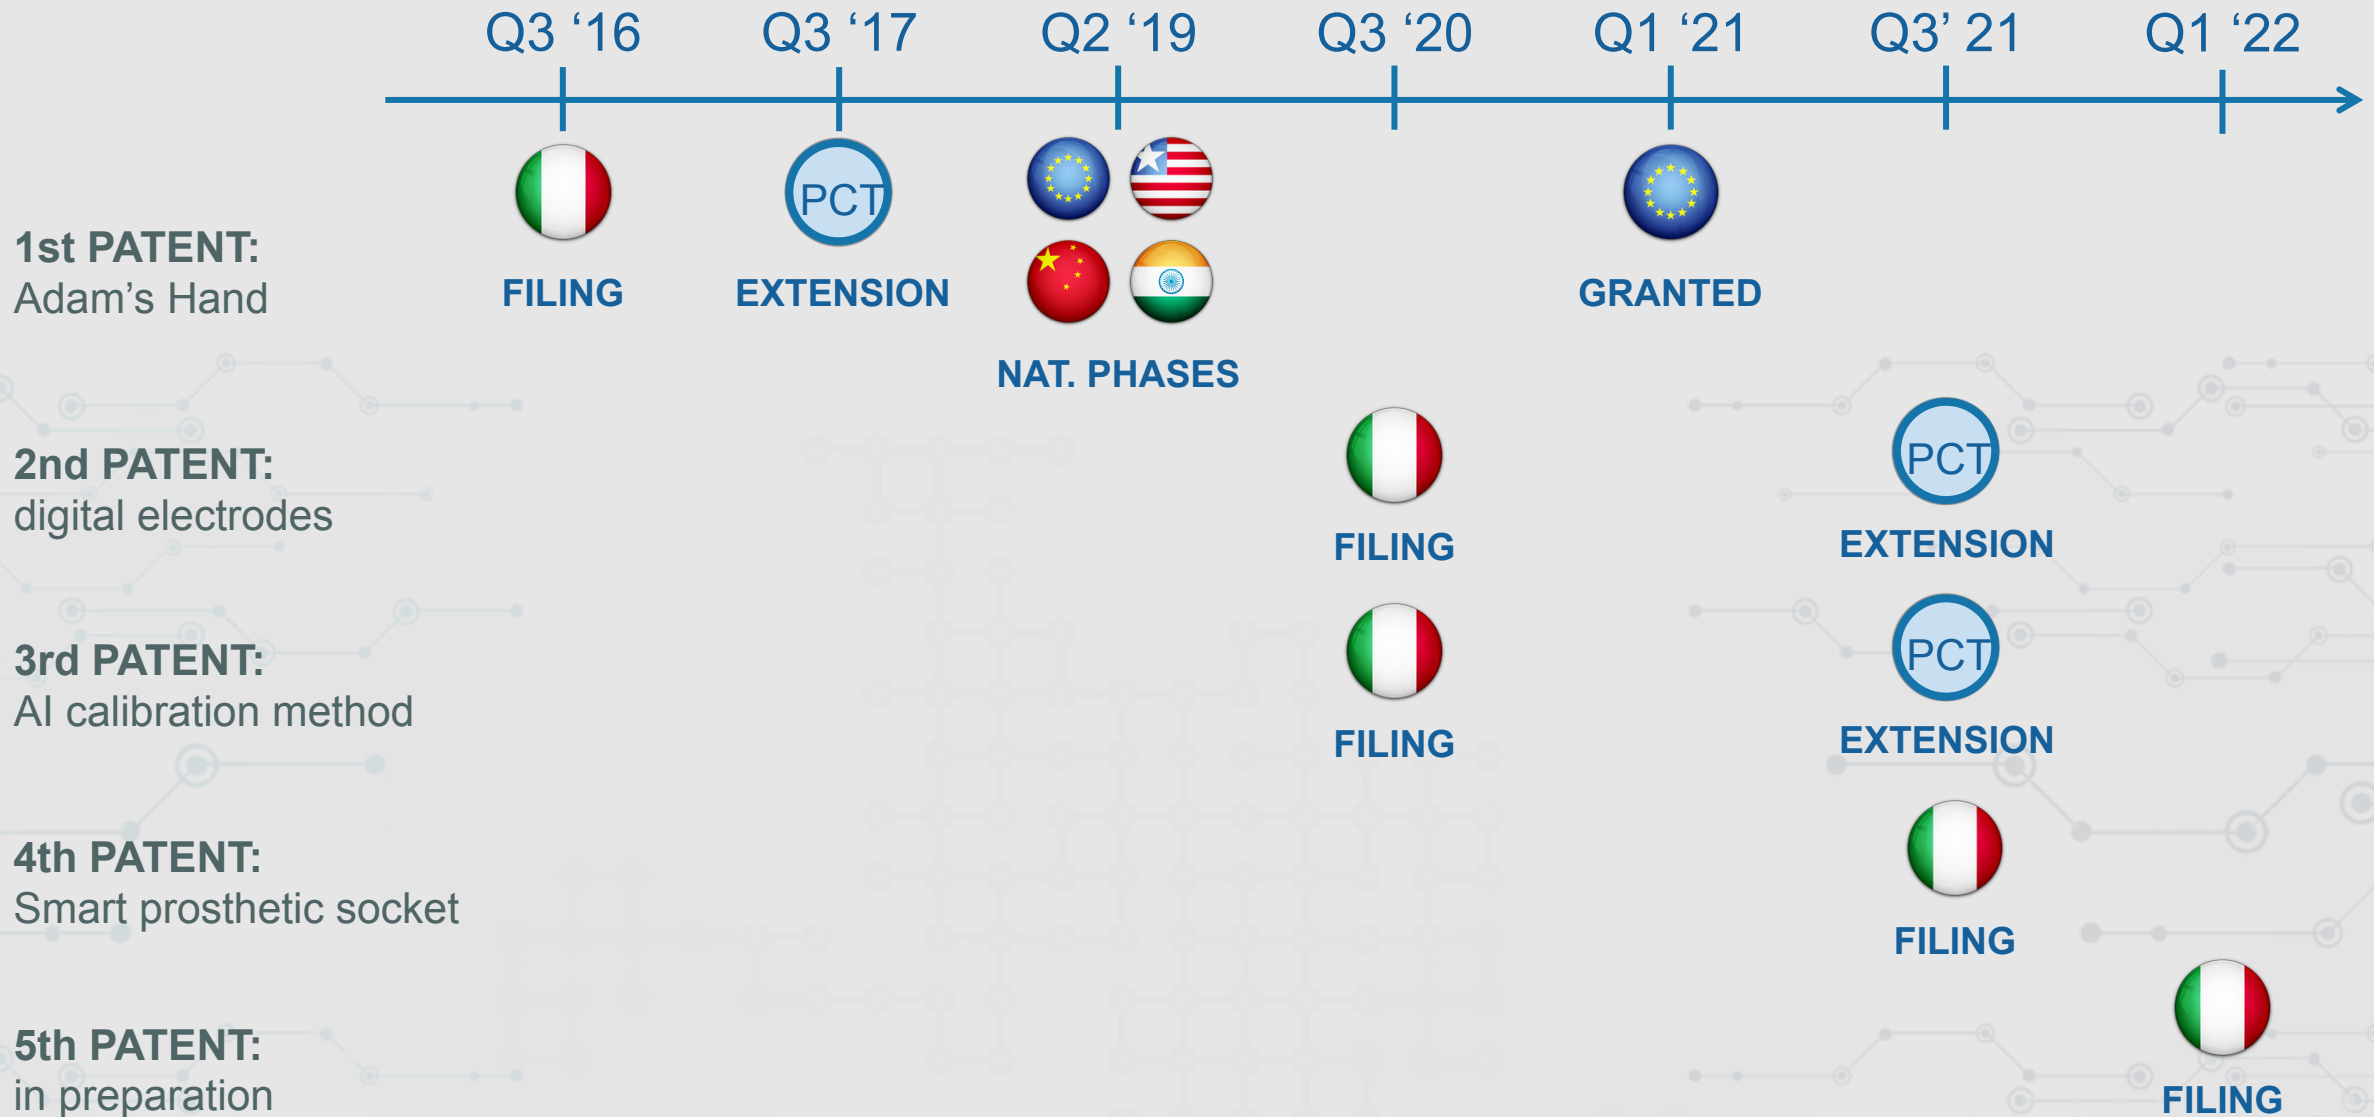 Q3 ‘16 Q3 ‘17 Q2 ‘19 Q3 ‘20 Q1 ‘21 Q3’ 21 Q1 ‘22
1st PATENT:
Adam’s Hand
PCT
FILING EXTENSION GRANTED
NAT. PHASES
2nd PATENT:
digital electrodes
PCT
FILING EXTENSION
3rd PATENT:
AI calibration method
PCT
FILING EXTENSION
4th PATENT:
Smart prosthetic socket
FILING
5th PATENT:
in preparation
FILING